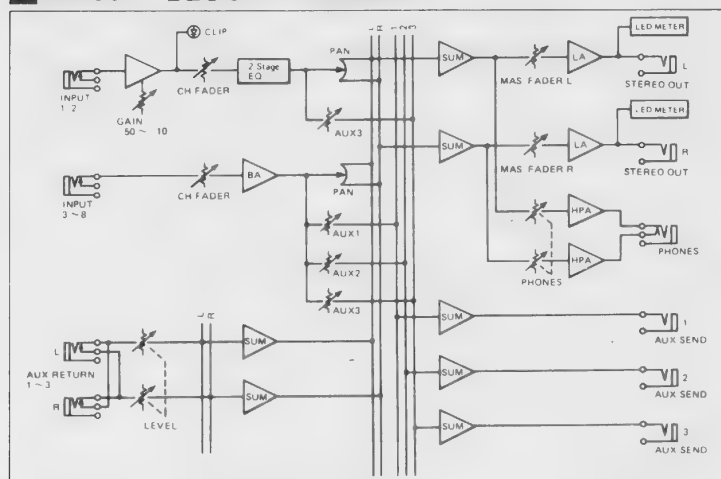 L R 1 2 3
CLIP
PAN
LED METER
SUM
MAS FADER L
LA
L
STEREO OUT
INPUT
1 2
GAIN
50 ~ 10
CH FADER
2 Stage
EQ
AUX3
LED METER
SUM
MAS FADER R
LA
R
STEREO OUT
INPUT
3 ~ 8
CH FADER
BA
PAN
HPA
PHONES
HPA
PHONES
AUX1
AUX2
AUX3
L R
SUM
1
AUX SEND
L
AUX RETURN
1 ~ 3
R
LEVEL
SUM
SUM
SUM
2
AUX SEND
SUM
3
AUX SEND